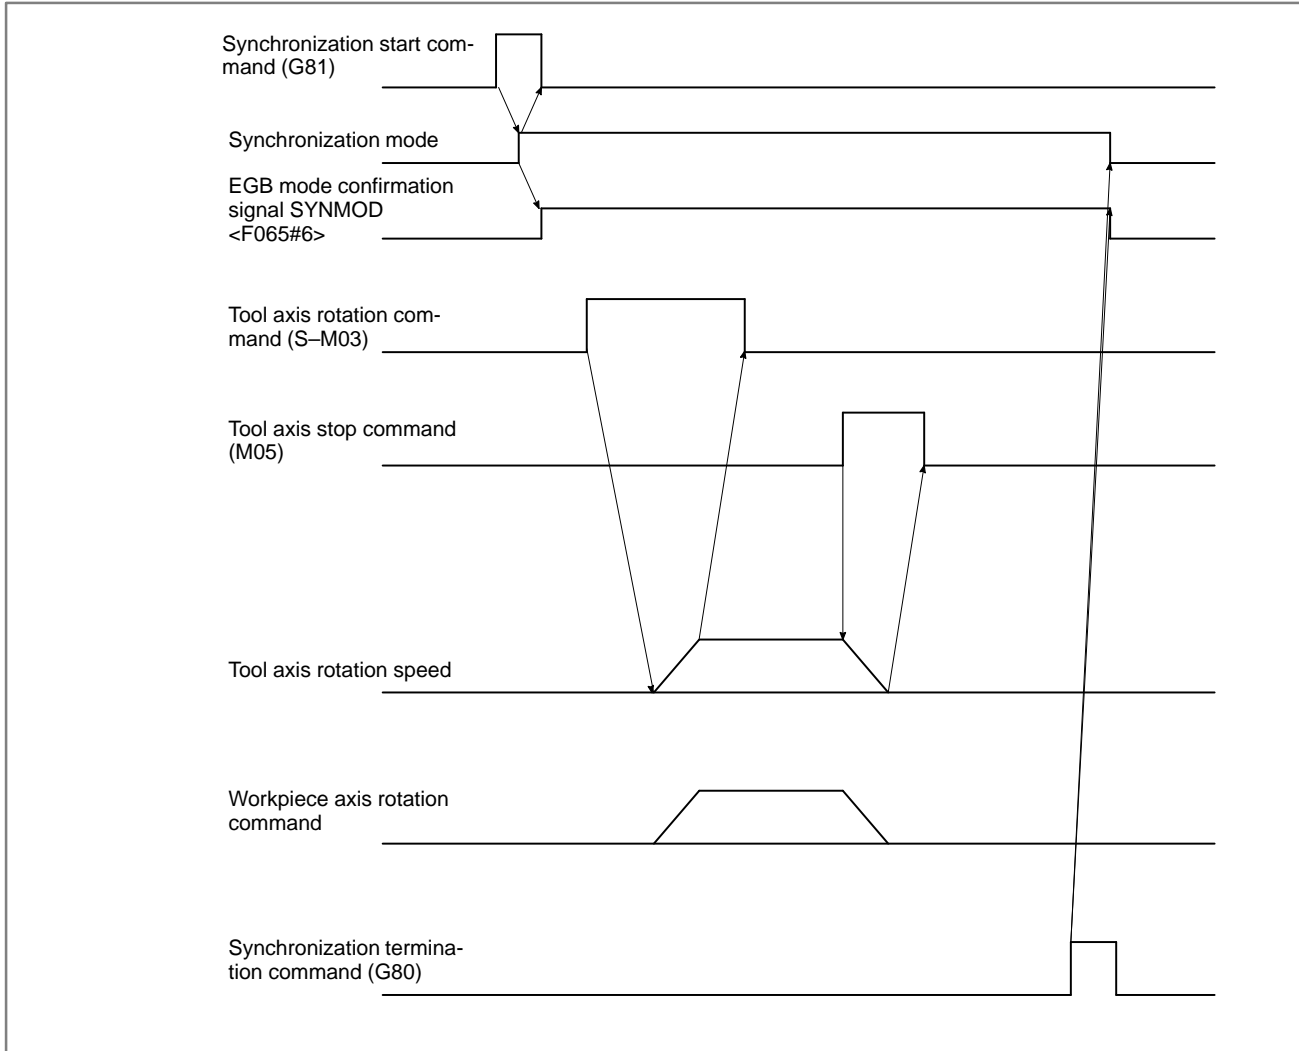 Synchronization start com-
mand (G81)
Synchronization mode
EGB mode confirmation
signal SYNMOD
<F065#6>
Tool axis rotation com-
mand (S–M03)
Tool axis stop command
(M05)
Tool axis rotation speed
Workpiece axis rotation
command
Synchronization termina-
tion command (G80)